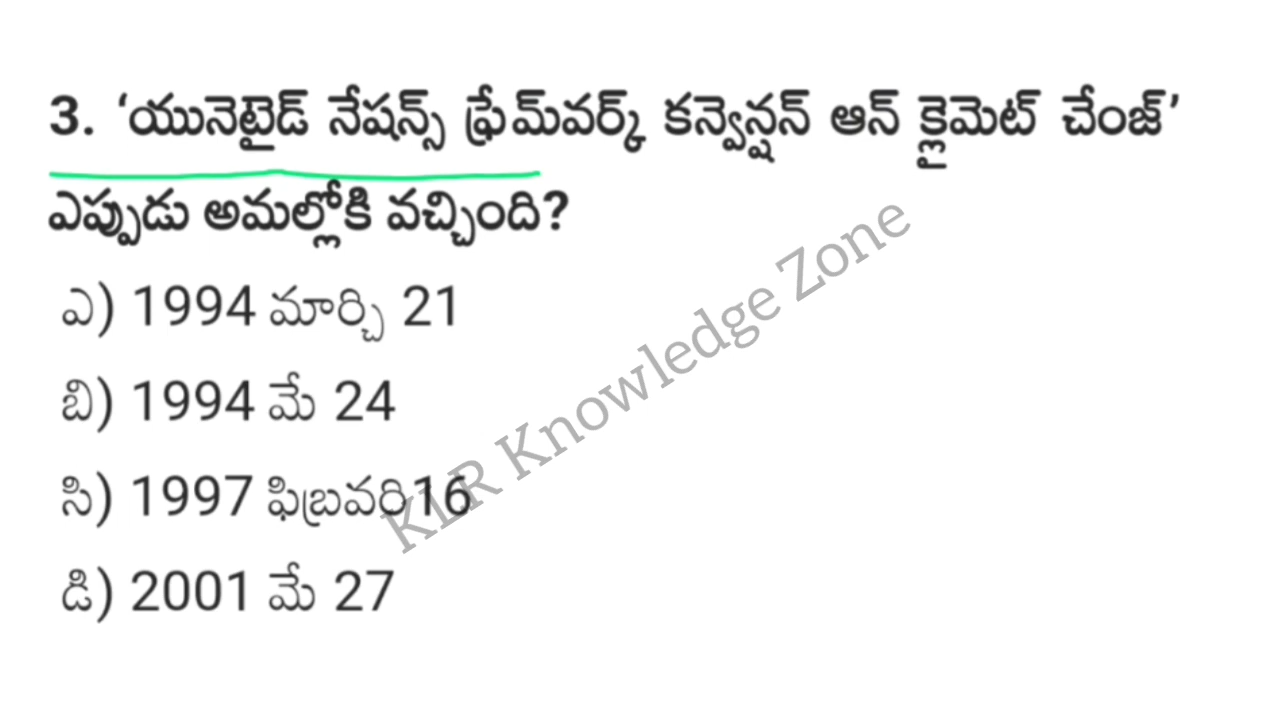 3. ‘యునెటైడ్ నేషన్స్ ఫ్రేమ్‌వర్క్ కన్వెన్షన్ ఆన్ క్లైమెట్ చేంజ్’
ఎప్పుడు అమల్లోకి వచ్చింది?
ఎ) 1994 మార్చి 21
బి) 1994 మే 24
సి) 1997 ఫిబ్రవరి16
డి) 2001 మే 27
KLR Knowledge Zone